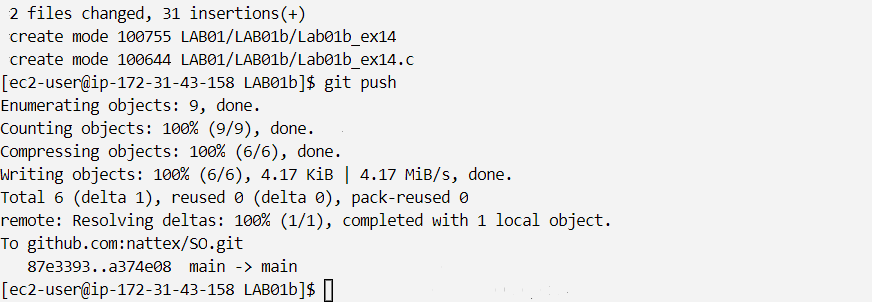 2 files changed, 31 insertions(+)
create mode 100755 LAB01/LAB01b/Lab01b_ex14
create mode 100644 LAB01/LAB01b/Lab01b_ex14.c
[ec2-user@ip-172-31-43-158 LAB01b]$ git push
Enumerating objects: 9, done.
Counting objects: 100% (9/9), done.
Compressing objects: 100% (6/6), done.
Writing objects: 100% (6/6), 4.17 KiB | 4.17 MiB/s, done.
Total 6 (delta 1), reused 0 (delta 0), pack-reused 0
remote: Resolving deltas: 100% (1/1), completed with 1 local object.
To github.com:nattex/SO.git
87e3393..a374e08  main -> main
[ec2-user@ip-172-31-43-158 LAB01b]$